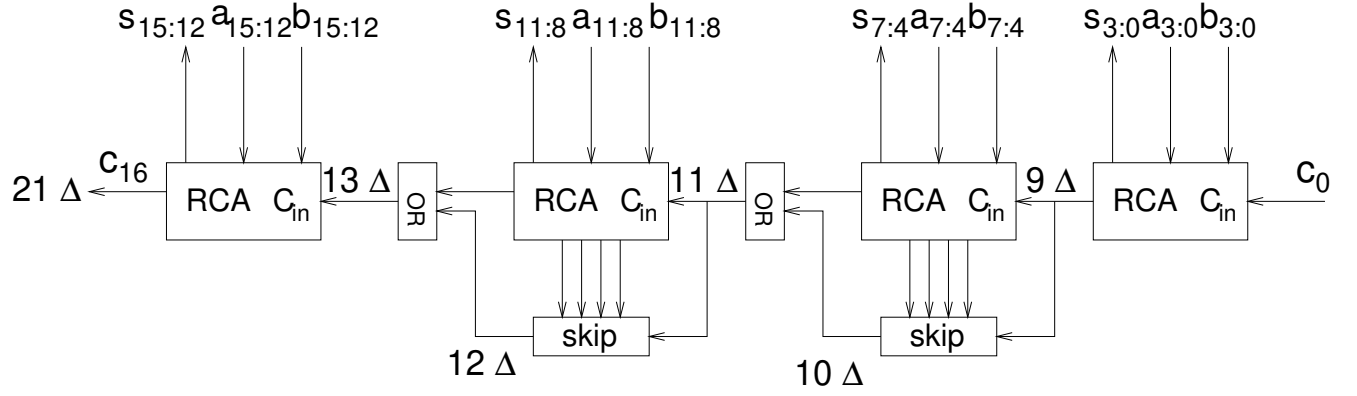 s15:12 a15:12 b15:12 s11:8 a11:8 b11:8 s7:4 a7:4 b7:4 s3:0 a3:0 b3:0
21 Δ c16 RCA Cin 13 Δ OR RCA Cin 11 Δ OR RCA Cin 9 Δ RCA Cin c0
skip skip
12 Δ 10 Δ